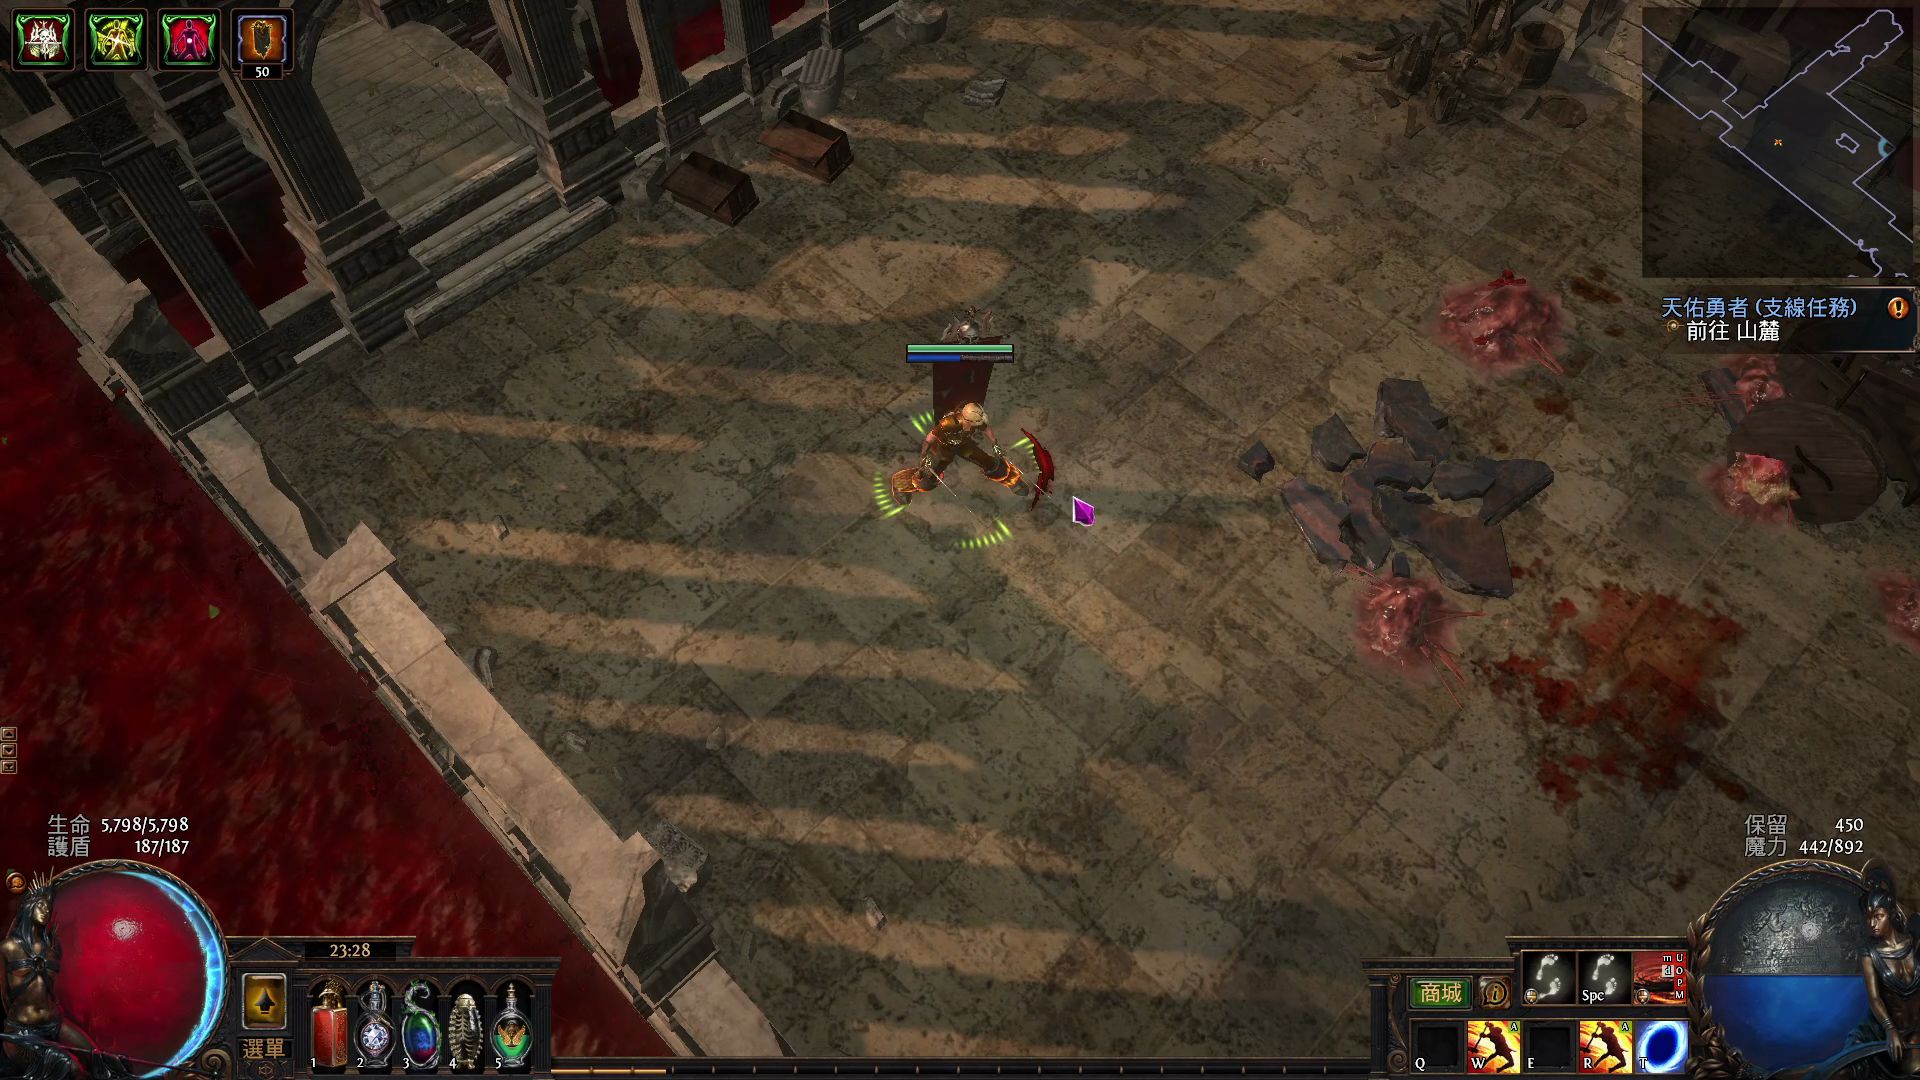 50
天佑勇者 (支線任務)
前往 山麓
生命 5,798/5,798
護盾 187/187
保留 450
魔力 442/892
23:28
選單
1
2
3
4
5
商城
Spc
m U
d O
P
M
Q
W A
E
R A
T